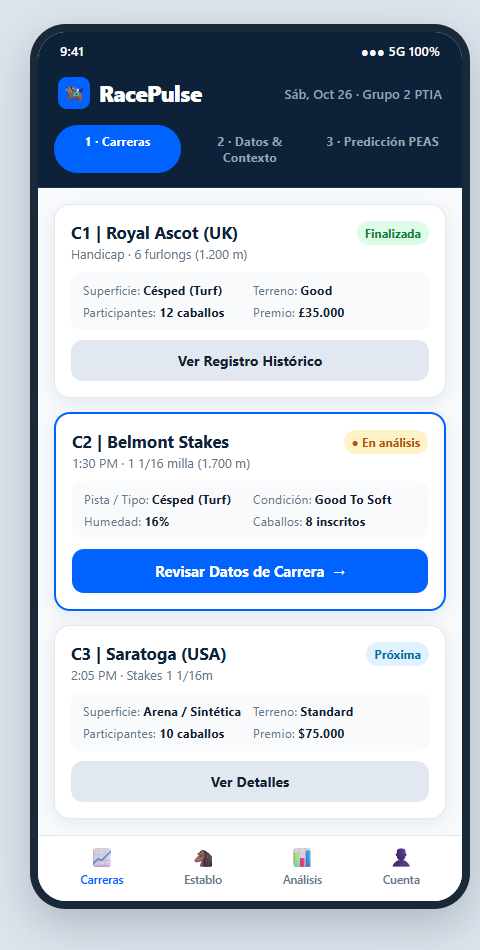 9:41
●●● 5G 100%
RacePulse
Sáb, Oct 26 · Grupo 2 PTIA
1 · Carreras
2 · Datos &
Contexto
3 · Predicción PEAS
C1 | Royal Ascot (UK)
Finalizada
Handicap · 6 furlongs (1.200 m)
Superficie: Césped (Turf)
Terreno: Good
Participantes: 12 caballos
Premio: £35.000
Ver Registro Histórico
C2 | Belmont Stakes
● En análisis
1:30 PM · 1 1/16 milla (1.700 m)
Pista / Tipo: Césped (Turf)
Condición: Good To Soft
Humedad: 16%
Caballos: 8 inscritos
Revisar Datos de Carrera →
C3 | Saratoga (USA)
Próxima
2:05 PM · Stakes 1 1/16m
Superficie: Arena / Sintética
Terreno: Standard
Participantes: 10 caballos
Premio: $75.000
Ver Detalles
Carreras
Establo
Análisis
Cuenta